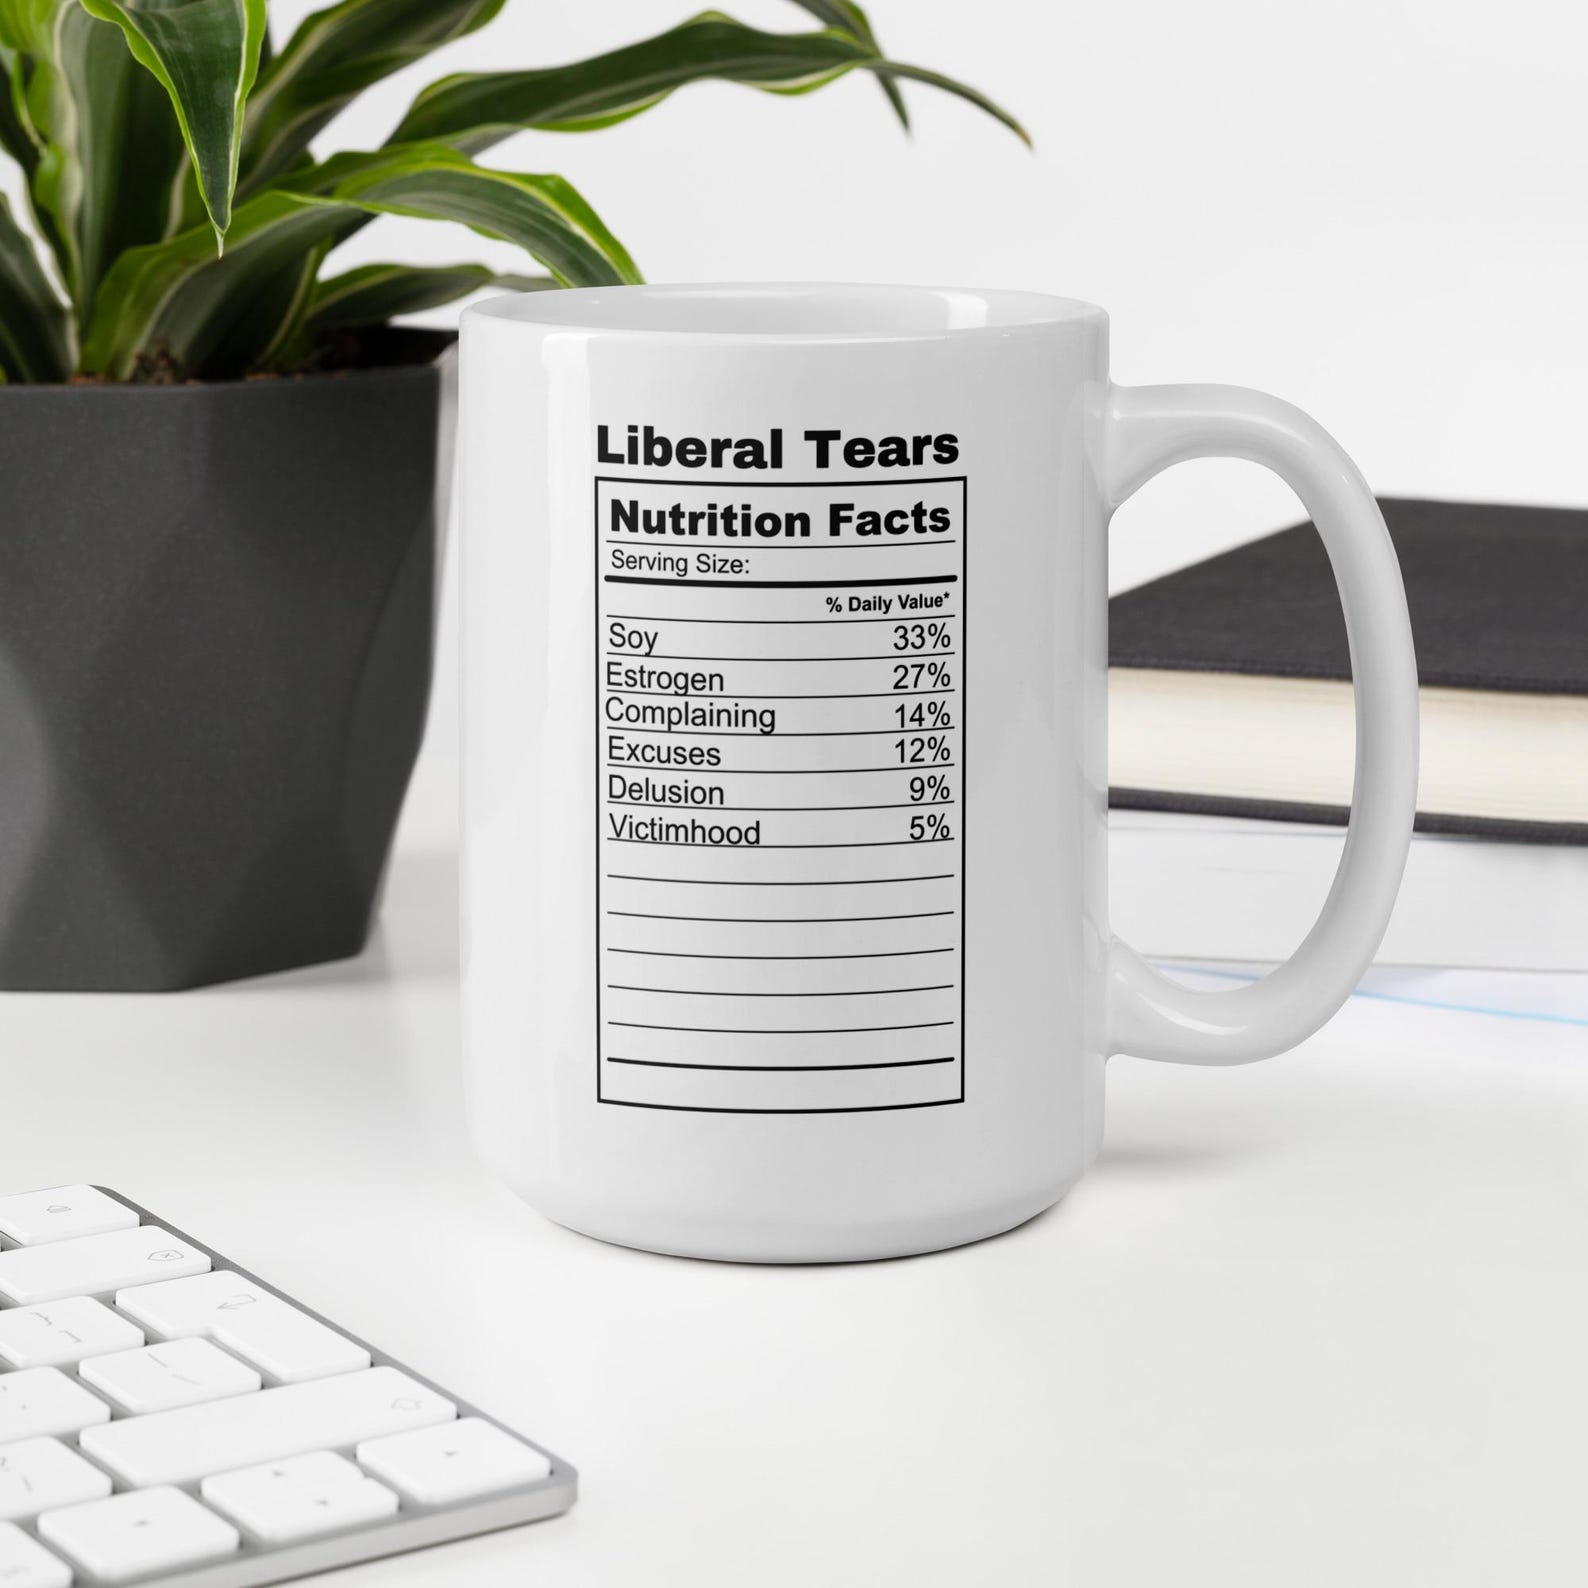 Liberal Tears
Nutrition Facts
Serving Size:
% Daily Value*
Soy 33%
Estrogen 27%
Complaining 14%
Excuses 12%
Delusion 9%
Victimhood 5%